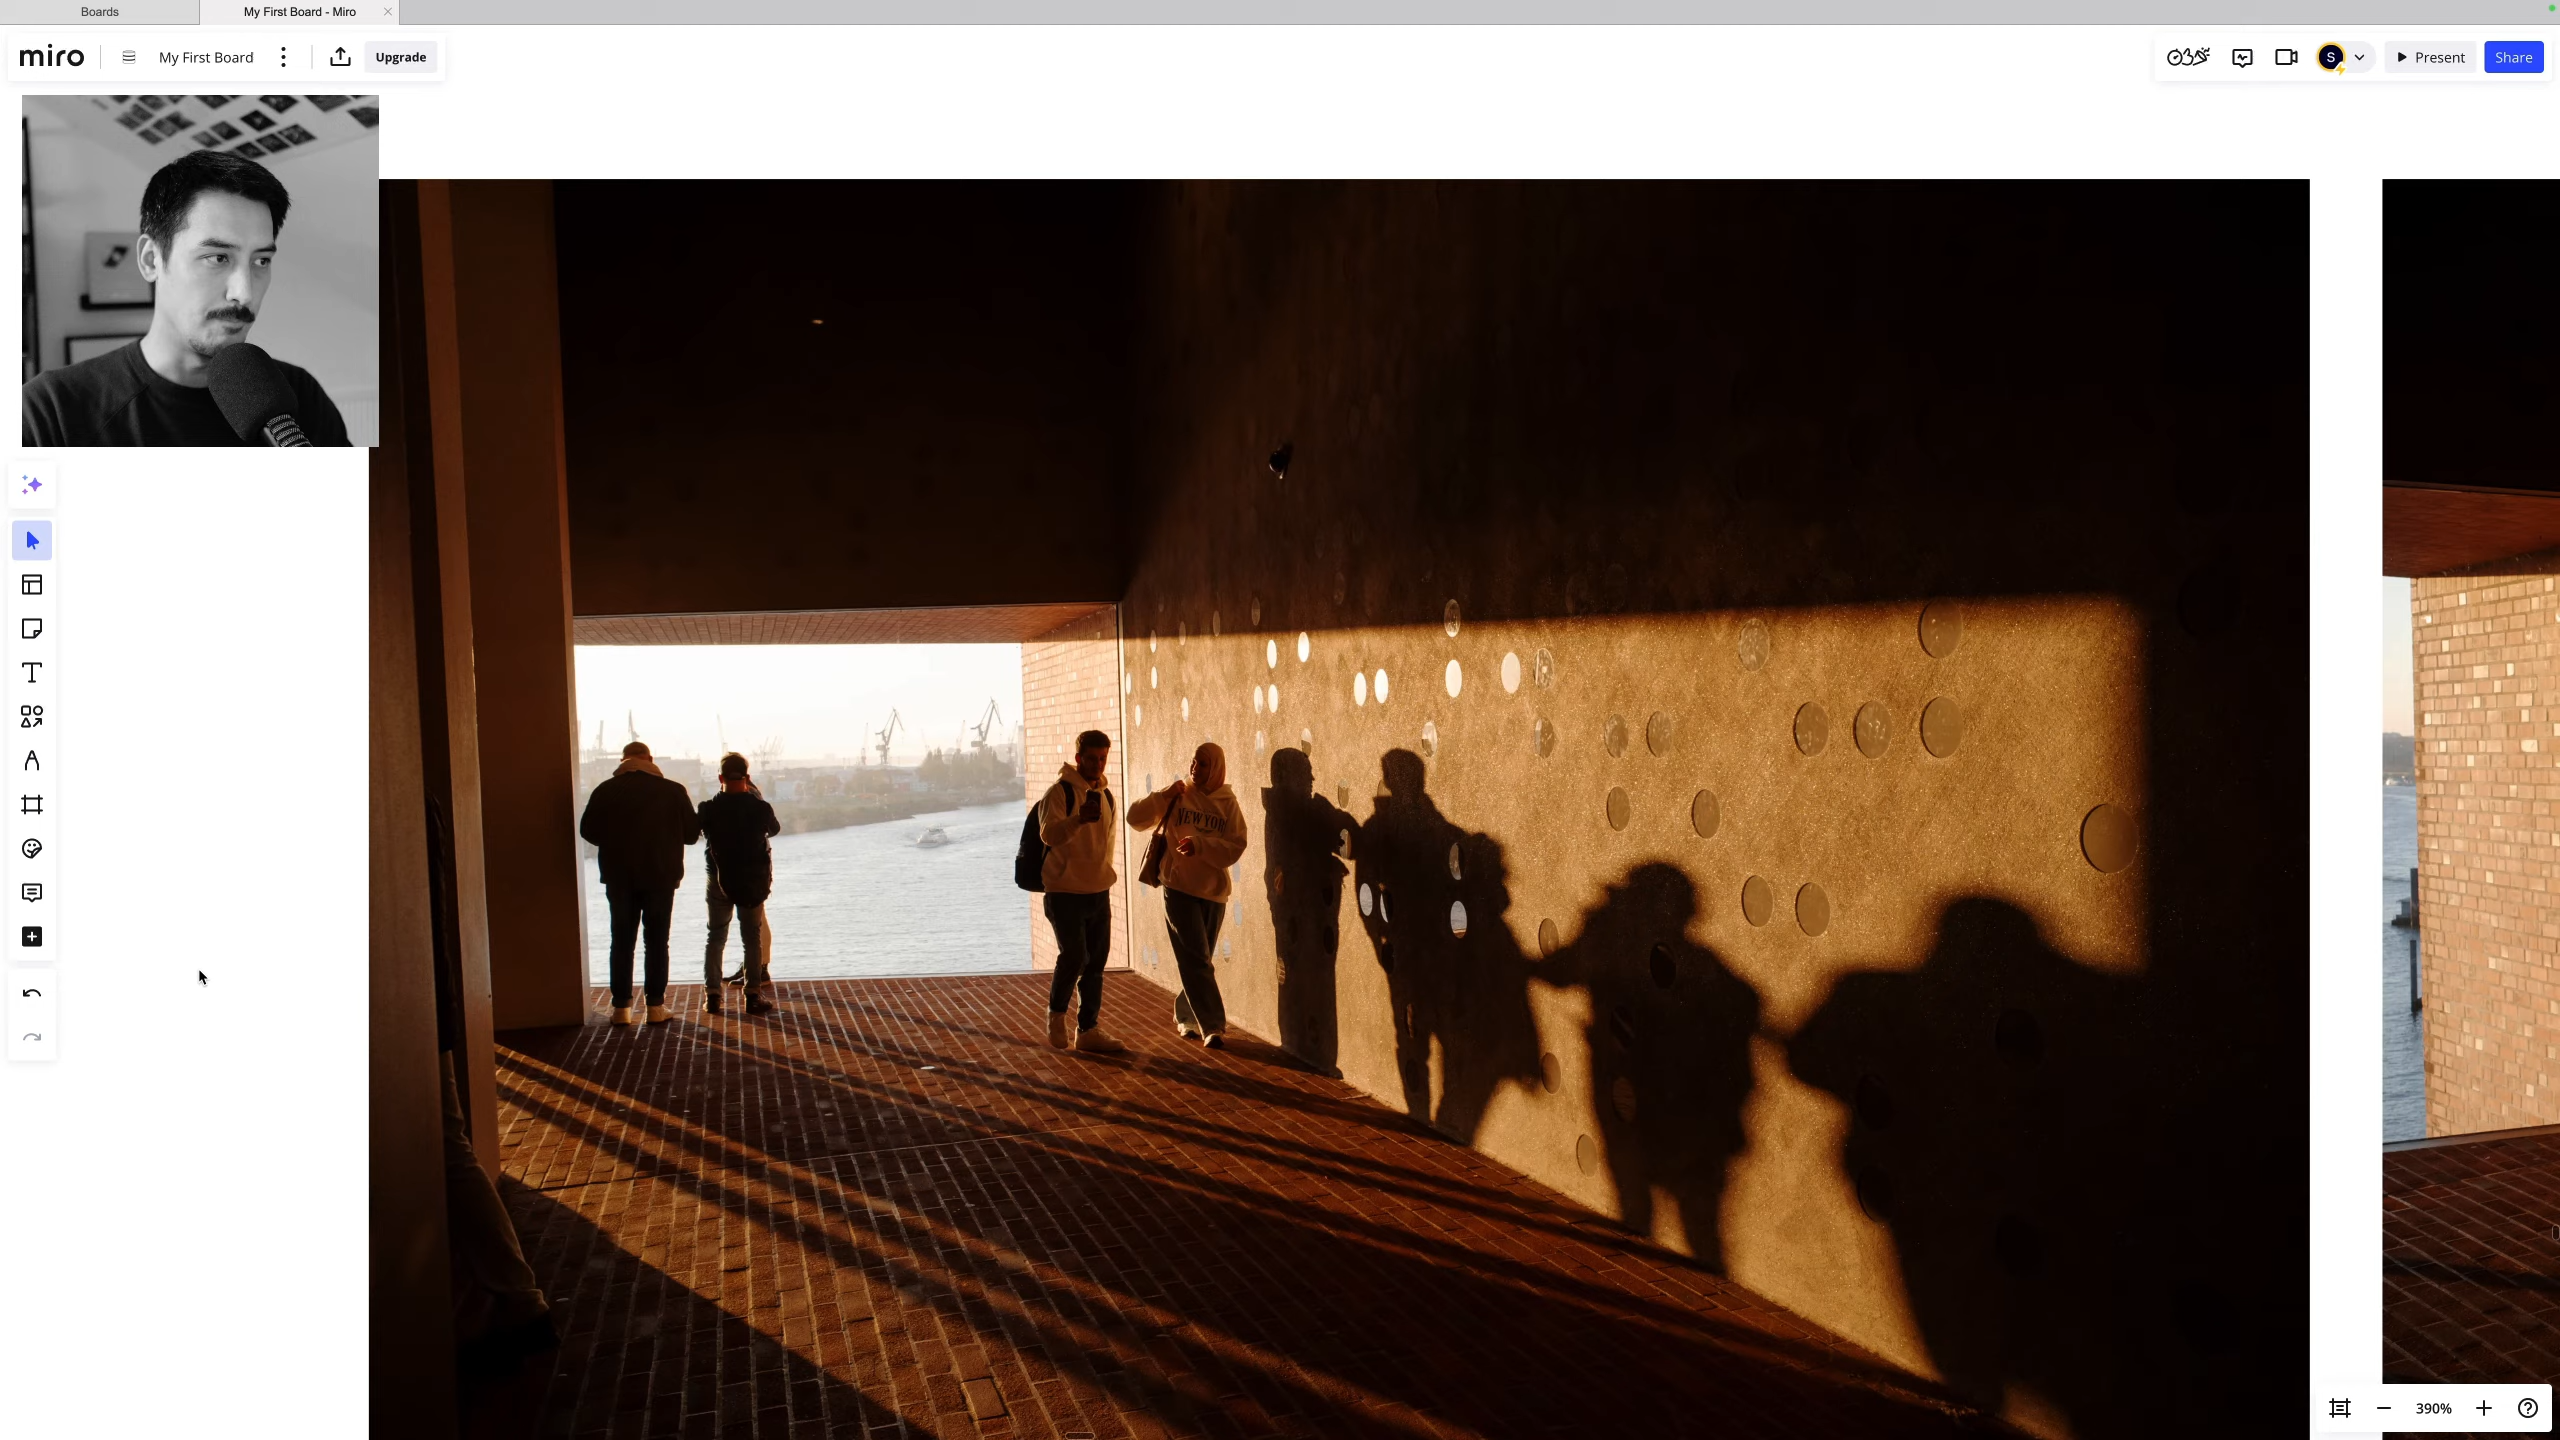 Boards
My First Board - Miro
miro
My First Board
Upgrade
S
Present
Share
NEW YORK
390%